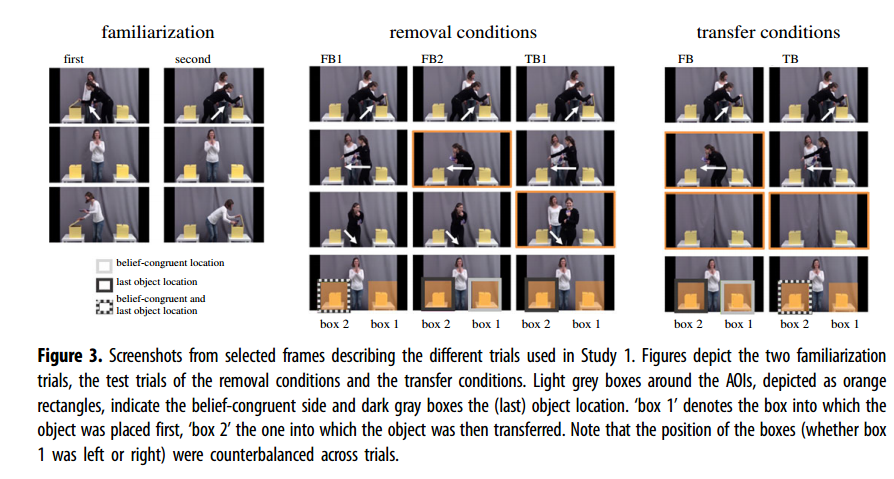 familiarization
removal conditions
transfer conditions
first
second
FB1
FB2
TB1
FB
TB
belief-congruent location
last object location
belief-congruent and
last object location
box 2
box 1
box 2
box 1
box 2
box 1
box 2
box 1
box 2
box 1
Figure 3. Screenshots from selected frames describing the different trials used in Study 1. Figures depict the two familiarization
trials, the test trials of the removal conditions and the transfer conditions. Light grey boxes around the AOIs, depicted as orange
rectangles, indicate the belief-congruent side and dark gray boxes the (last) object location. ‘box 1’ denotes the box into which the
object was placed first, ‘box 2’ the one into which the object was then transferred. Note that the position of the boxes (whether box
1 was left or right) were counterbalanced across trials.